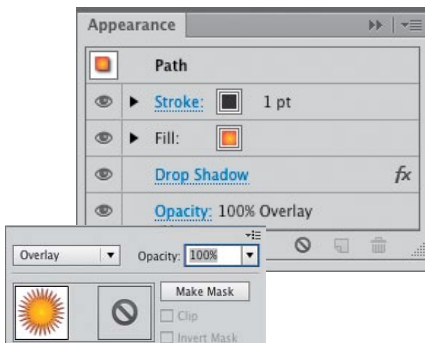 Appearance
Path
Stroke: 1 pt
Fill:
Drop Shadow fx
Opacity: 100% Overlay
Overlay Opacity: 100%
Make Mask
Clip
Invert Mask